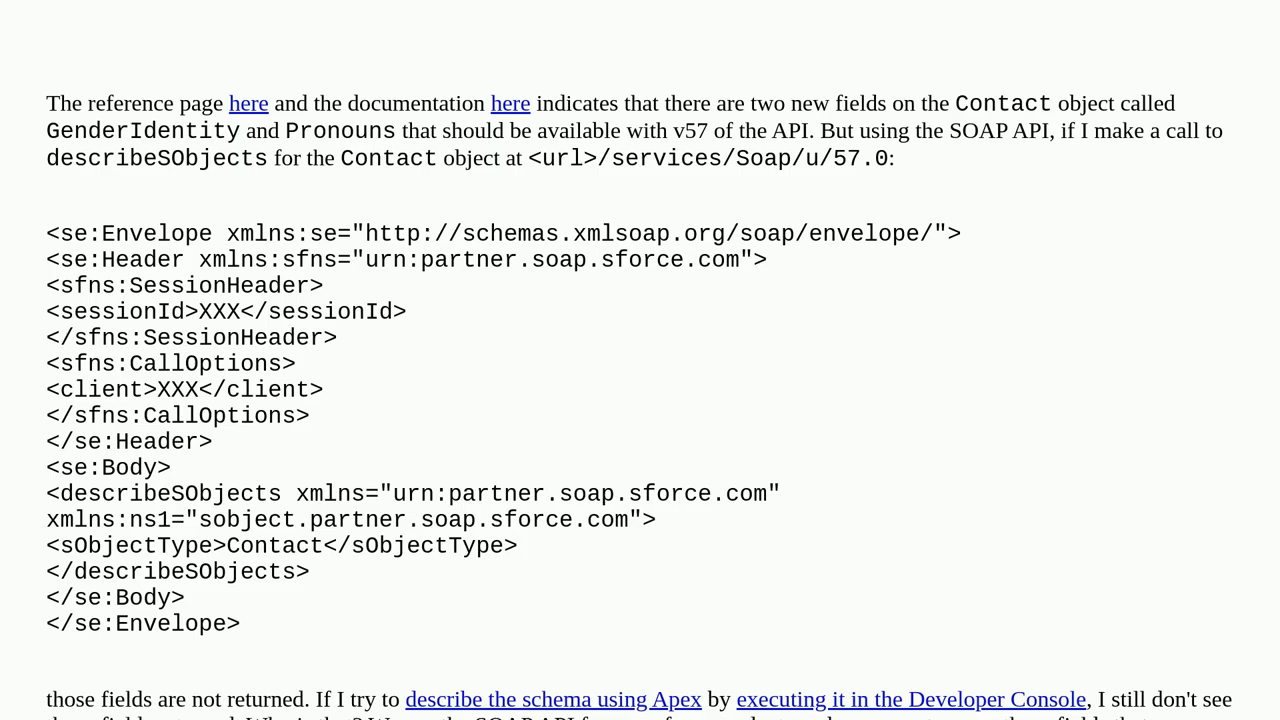 The reference page here and the documentation here indicates that there are two new fields on the Contact object called
GenderIdentity and Pronouns that should be available with v57 of the API. But using the SOAP API, if I make a call to
describeSObjects for the Contact object at <url>/services/Soap/u/57.0:
<se:Envelope xmlns:se="http://schemas.xmlsoap.org/soap/envelope/">
<se:Header xmlns:sfns="urn:partner.soap.sforce.com">
<sfns:SessionHeader>
<sessionId>XXX</sessionId>
</sfns:SessionHeader>
<sfns:CallOptions>
<client>XXX</client>
</sfns:CallOptions>
</se:Header>
<se:Body>
<describeSObjects xmlns="urn:partner.soap.sforce.com"
xmlns:ns1="sobject.partner.soap.sforce.com">
<sObjectType>Contact</sObjectType>
</describeSObjects>
</se:Body>
</se:Envelope>
those fields are not returned. If I try to describe the schema using Apex by executing it in the Developer Console, I still don't see